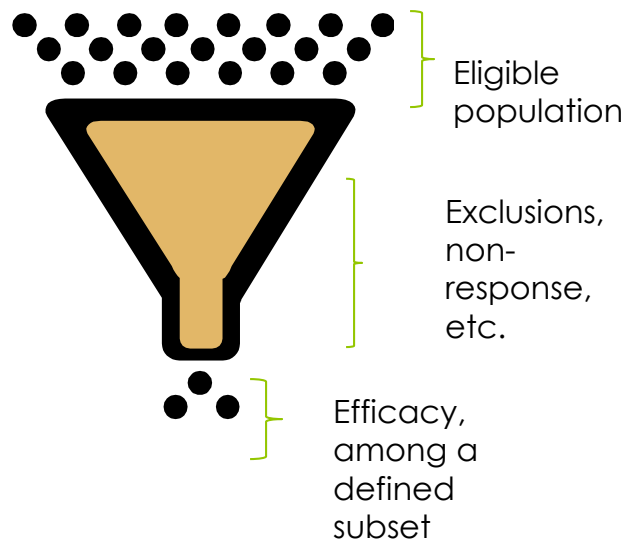 Eligible
population
Exclusions,
non-
response,
etc.
Efficacy,
among a
defined
subset